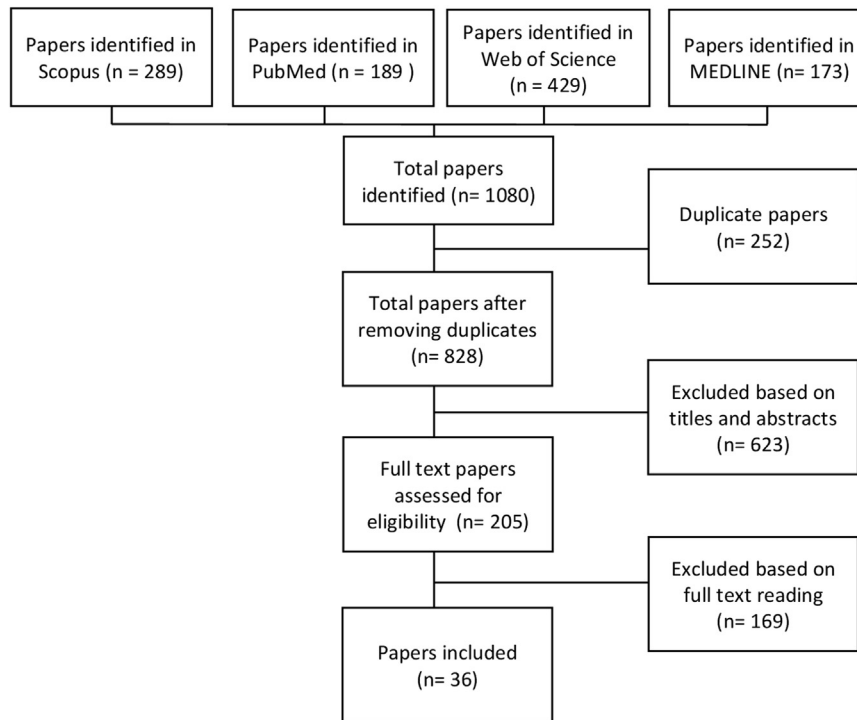 Papers identified in
Scopus (n = 289)
Papers identified in
PubMed (n = 189 )
Papers identified in
Web of Science
(n = 429)
Papers identified in
MEDLINE (n= 173)
Total papers
identified (n= 1080)
Duplicate papers
(n= 252)
Total papers after
removing duplicates
(n= 828)
Excluded based on
titles and abstracts
(n= 623)
Full text papers
assessed for
eligibility (n= 205)
Excluded based on
full text reading
(n= 169)
Papers included
(n= 36)